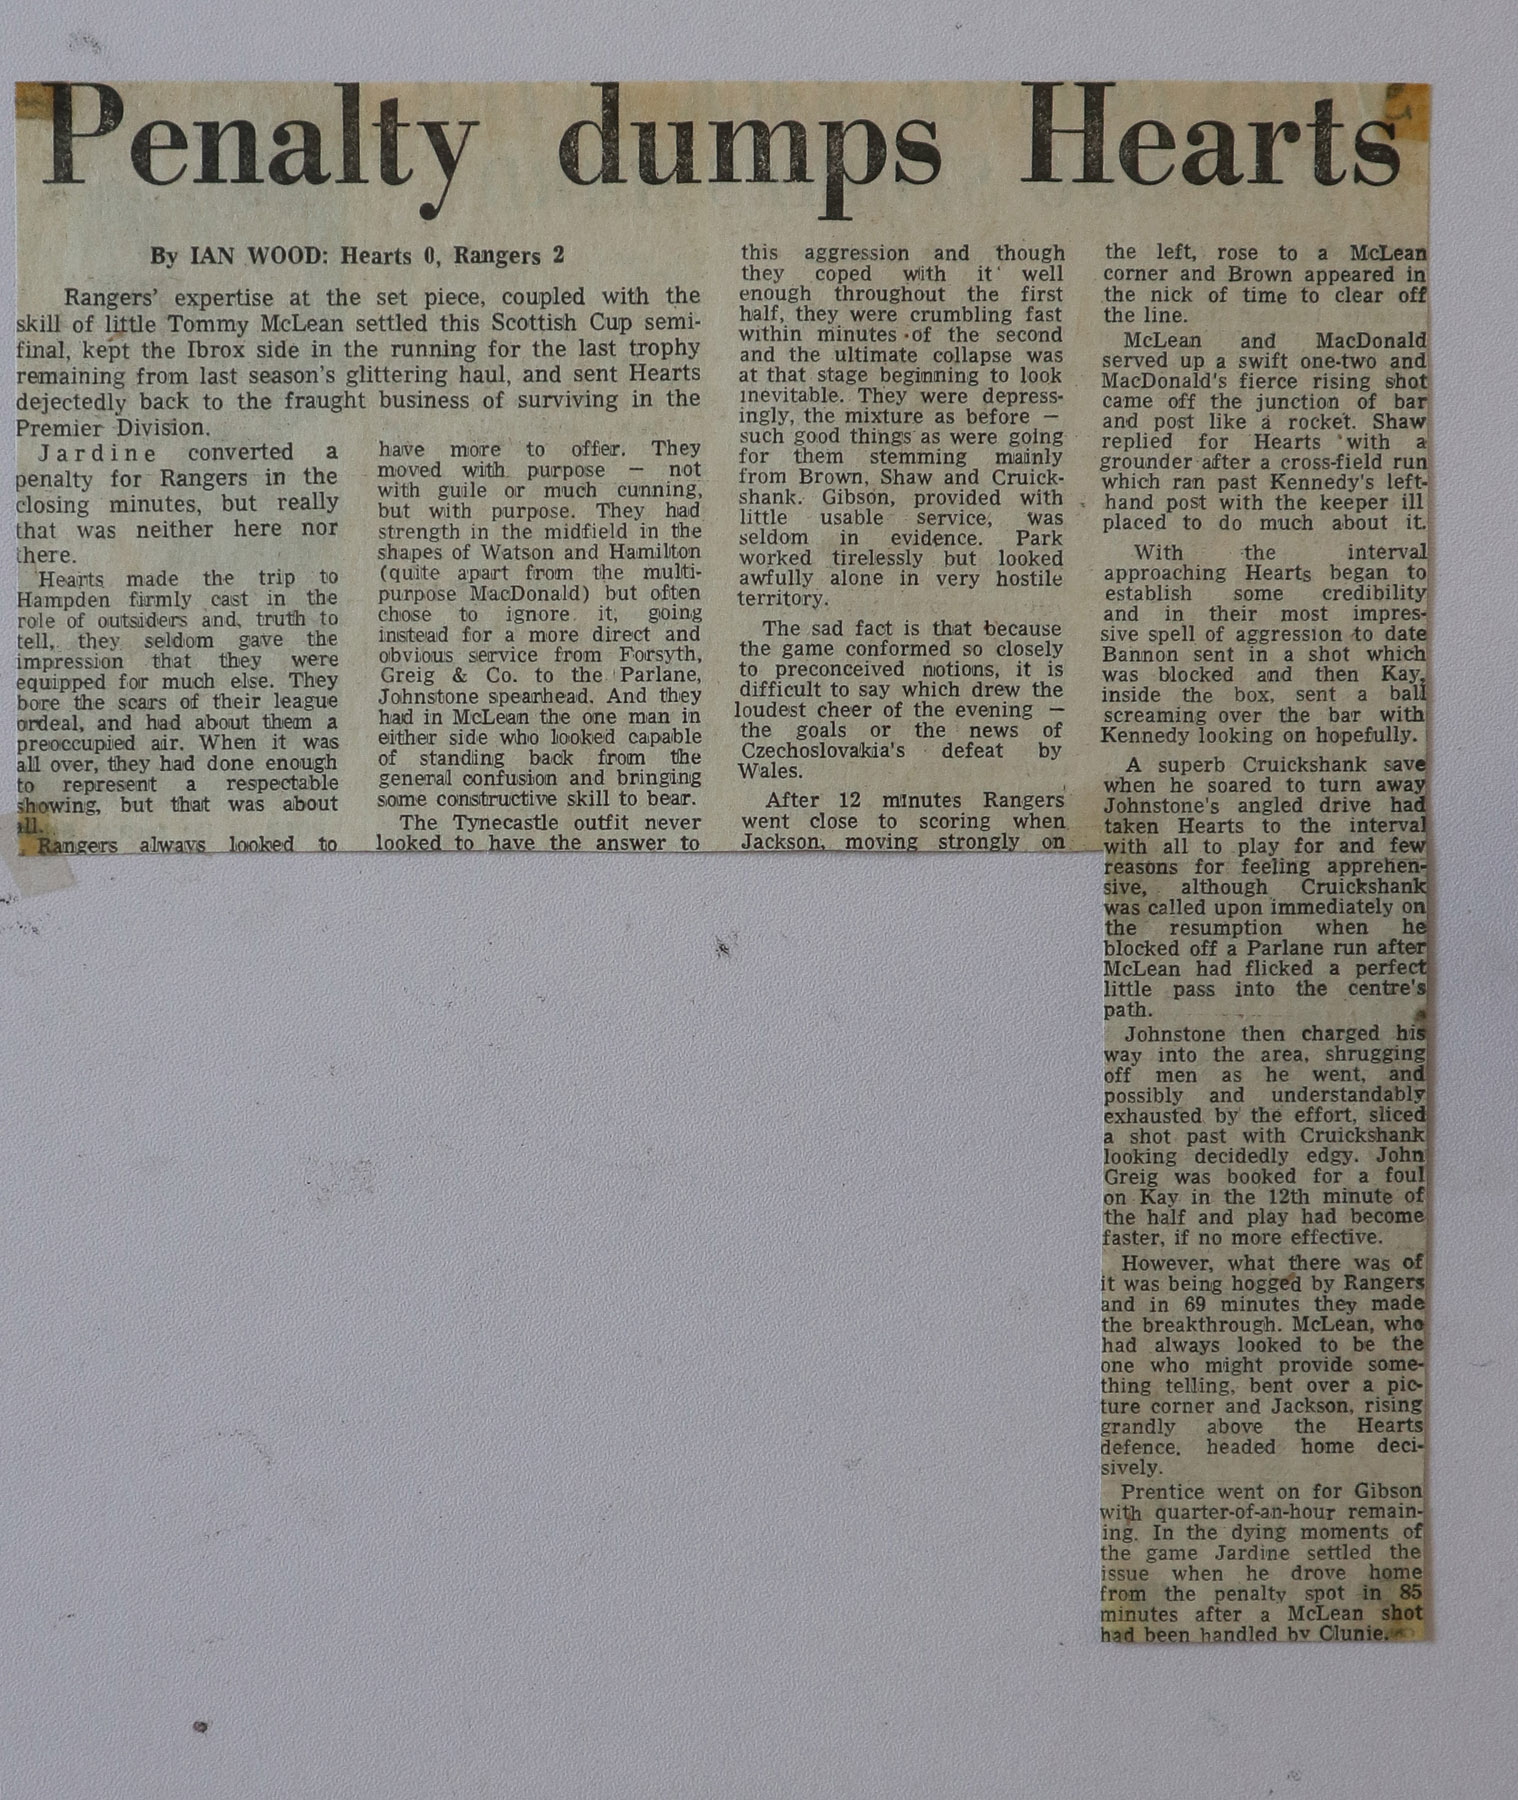 Penalty dumps Hearts
By IAN WOOD: Hearts 0, Rangers 2
Rangers' expertise at the set piece, coupled with the
skill of little Tommy McLean settled this Scottish Cup semi-
final, kept the Ibrox side in the running for the last trophy
remaining from last season's glittering haul, and sent Hearts
dejectedly back to the fraught business of surviving in the
Premier Division.
Jardine converted a
penalty for Rangers in the
closing minutes, but really
that was neither here nor
there.
Hearts made the trip to
Hampden firmly cast in the
role of outsiders and, truth to
tell, they seldom gave the
impression that they were
equipped for much else. They
bore the scars of their league
ordeal, and had about them a
preoccupied air. When it was
all over, they had done enough
to represent a respectable
showing, but that was about
all.
Rangers always looked to
have more to offer. They
moved with purpose — not
with guile or much cunning,
but with purpose. They had
strength in the midfield in the
shapes of Watson and Hamilton
(quite apart from the multi-
purpose MacDonald) but often
chose to ignore it, going
instead for a more direct and
obvious service from Forsyth,
Greig & Co. to the Parlane,
Johnstone spearhead. And they
had in McLean the one man in
either side who looked capable
of standing back from the
general confusion and bringing
some constructive skill to bear.
The Tynecastle outfit never
looked to have the answer to
this aggression and though
they coped with it well
enough throughout the first
half, they were crumbling fast
within minutes of the second
and the ultimate collapse was
at that stage beginning to look
inevitable. They were depress-
ingly, the mixture as before —
such good things as were going
for them stemming mainly
from Brown, Shaw and Cruick-
shank. Gibson, provided with
little usable service, was
seldom in evidence. Park
worked tirelessly but looked
awfully alone in very hostile
territory.
The sad fact is that because
the game conformed so closely
to preconceived notions, it is
difficult to say which drew the
loudest cheer of the evening —
the goals or the news of
Czechoslovakia's defeat by
Wales.
After 12 minutes Rangers
went close to scoring when
Jackson, moving strongly on
the left, rose to a McLean
corner and Brown appeared in
the nick of time to clear off
the line.
McLean and MacDonald
served up a swift one-two and
MacDonald's fierce rising shot
came off the junction of bar
and post like a rocket. Shaw
replied for Hearts with a
grounder after a cross-field run
which ran past Kennedy's left-
hand post with the keeper ill
placed to do much about it.
With the interval
approaching Hearts began to
establish some credibility
and in their most impres-
sive spell of aggression to date
Bannon sent in a shot which
was blocked and then Kay,
inside the box, sent a ball
screaming over the bar with
Kennedy looking on hopefully.
A superb Cruickshank save
when he soared to turn away
Johnstone's angled drive had
taken Hearts to the interval
with all to play for and few
reasons for feeling apprehen-
sive, although Cruickshank
was called upon immediately on
the resumption when he
blocked off a Parlane run after
McLean had flicked a perfect
little pass into the centre's
path.
Johnstone then charged his
way into the area, shrugging
off men as he went, and
possibly and understandably
exhausted by the effort, sliced
a shot past with Cruickshank
looking decidedly edgy. John
Greig was booked for a foul
on Kay in the 12th minute of
the half and play had become
faster, if no more effective.
However, what there was of
it was being hogged by Rangers
and in 69 minutes they made
the breakthrough. McLean, who
had always looked to be the
one who might provide some-
thing telling, bent over a pic-
ture corner and Jackson, rising
grandly above the Hearts
defence, headed home deci-
sively.
Prentice went on for Gibson
with quarter-of-an-hour remain-
ing. In the dying moments of
the game Jardine settled the
issue when he drove home
from the penalty spot in 85
minutes after a McLean shot
had been handled by Clunie.